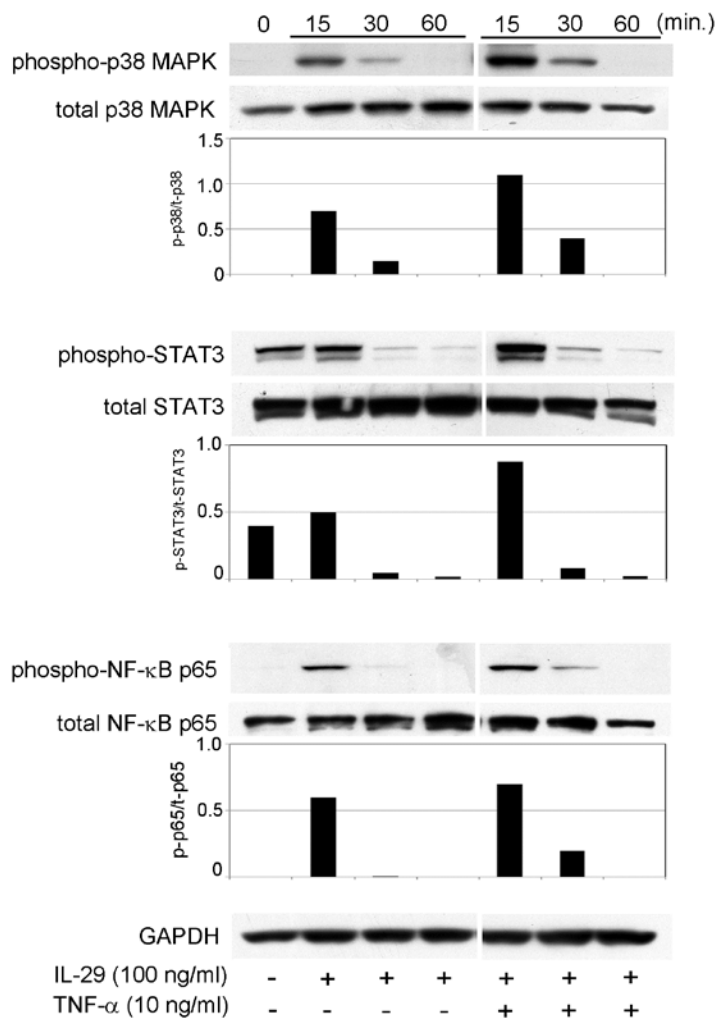 0 15 30 60 15 30 60 (min.)
phospho-p38 MAPK
total p38 MAPK
1.5
1.0
0.5
0
p-p38/t-p38
phospho-STAT3
total STAT3
1.0
0.5
0
p-STAT3/t-STAT3
phospho-NF-κB p65
total NF-κB p65
1.0
0.5
0
p-p65/t-p65
GAPDH
IL-29 (100 ng/ml) - + + + + + +
TNF-α (10 ng/ml) - - - - + + +